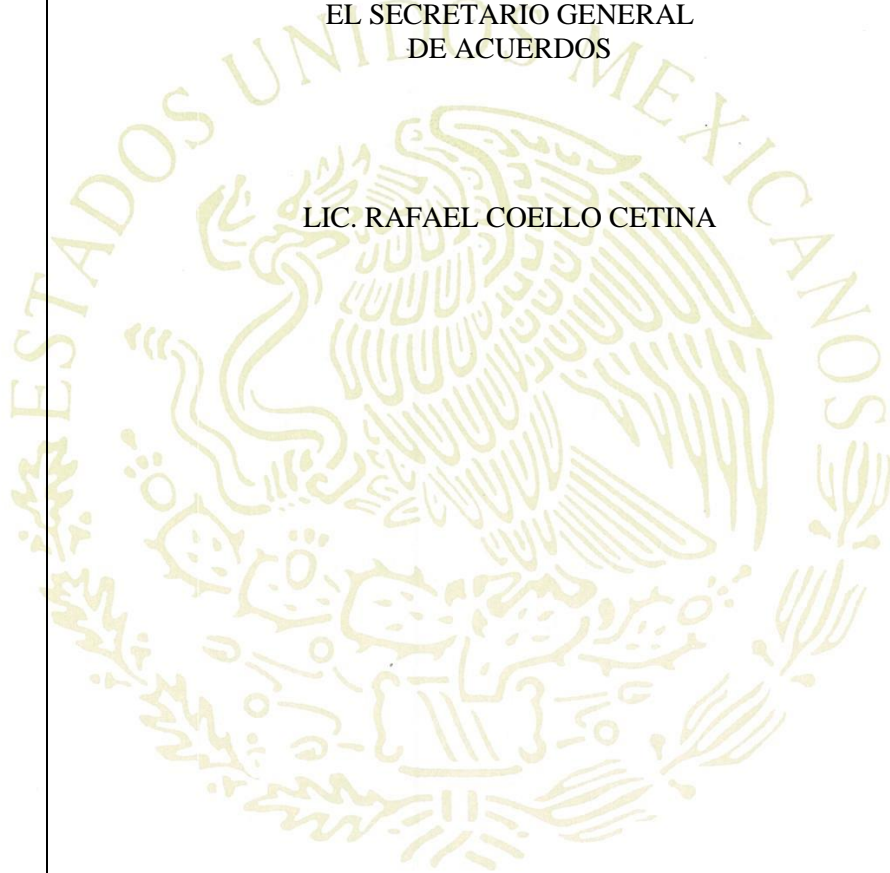 EL SECRETARIO GENERAL
DE ACUERDOS
ESTADOS UNIDOS MEXICANOS
LIC. RAFAEL COELLO CETINA